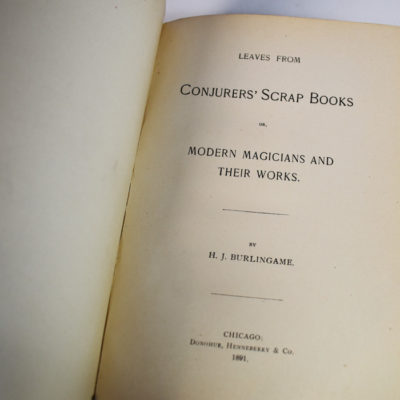 LEAVES FROM
CONJURERS' SCRAP BOOKS
OR,
MODERN MAGICIANS AND
THEIR WORKS.
BY
H. J. BURLINGAME.
CHICAGO:
DONOHUE, HENNEBERRY & CO.
1891.